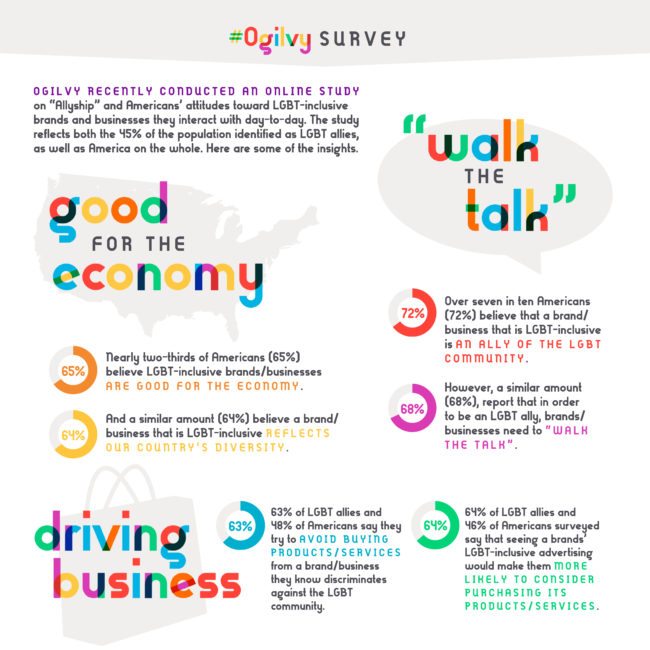 #Ogilvy SURVEY
OGILVY RECENTLY CONDUCTED AN ONLINE STUDY
on "Allyship" and Americans' attitudes toward LGBT-inclusive
brands and businesses they interact with day-to-day. The study
reflects both the 45% of the population identified as LGBT allies,
as well as America on the whole. Here are some of the insights.
good
FOR THE
economy
65%
Nearly two-thirds of Americans (65%)
believe LGBT-inclusive brands/businesses
ARE GOOD FOR THE ECONOMY.
64%
And a similar amount (64%) believe a brand/
business that is LGBT-inclusive REFLECTS
OUR COUNTRY'S DIVERSITY.
"walk
THE
talk"
72%
Over seven in ten Americans
(72%) believe that a brand/
business that is LGBT-inclusive
is AN ALLY OF THE LGBT
COMMUNITY.
68%
However, a similar amount
(68%), report that in order
to be an LGBT ally, brands/
businesses need to "WALK
THE TALK".
driving
business
63%
63% of LGBT allies and
48% of Americans say they
try to AVOID BUYING
PRODUCTS/SERVICES
from a brand/business
they know discriminates
against the LGBT
community.
64%
64% of LGBT allies and
46% of Americans surveyed
say that seeing a brands'
LGBT-inclusive advertising
would make them MORE
LIKELY TO CONSIDER
PURCHASING ITS
PRODUCTS/SERVICES.